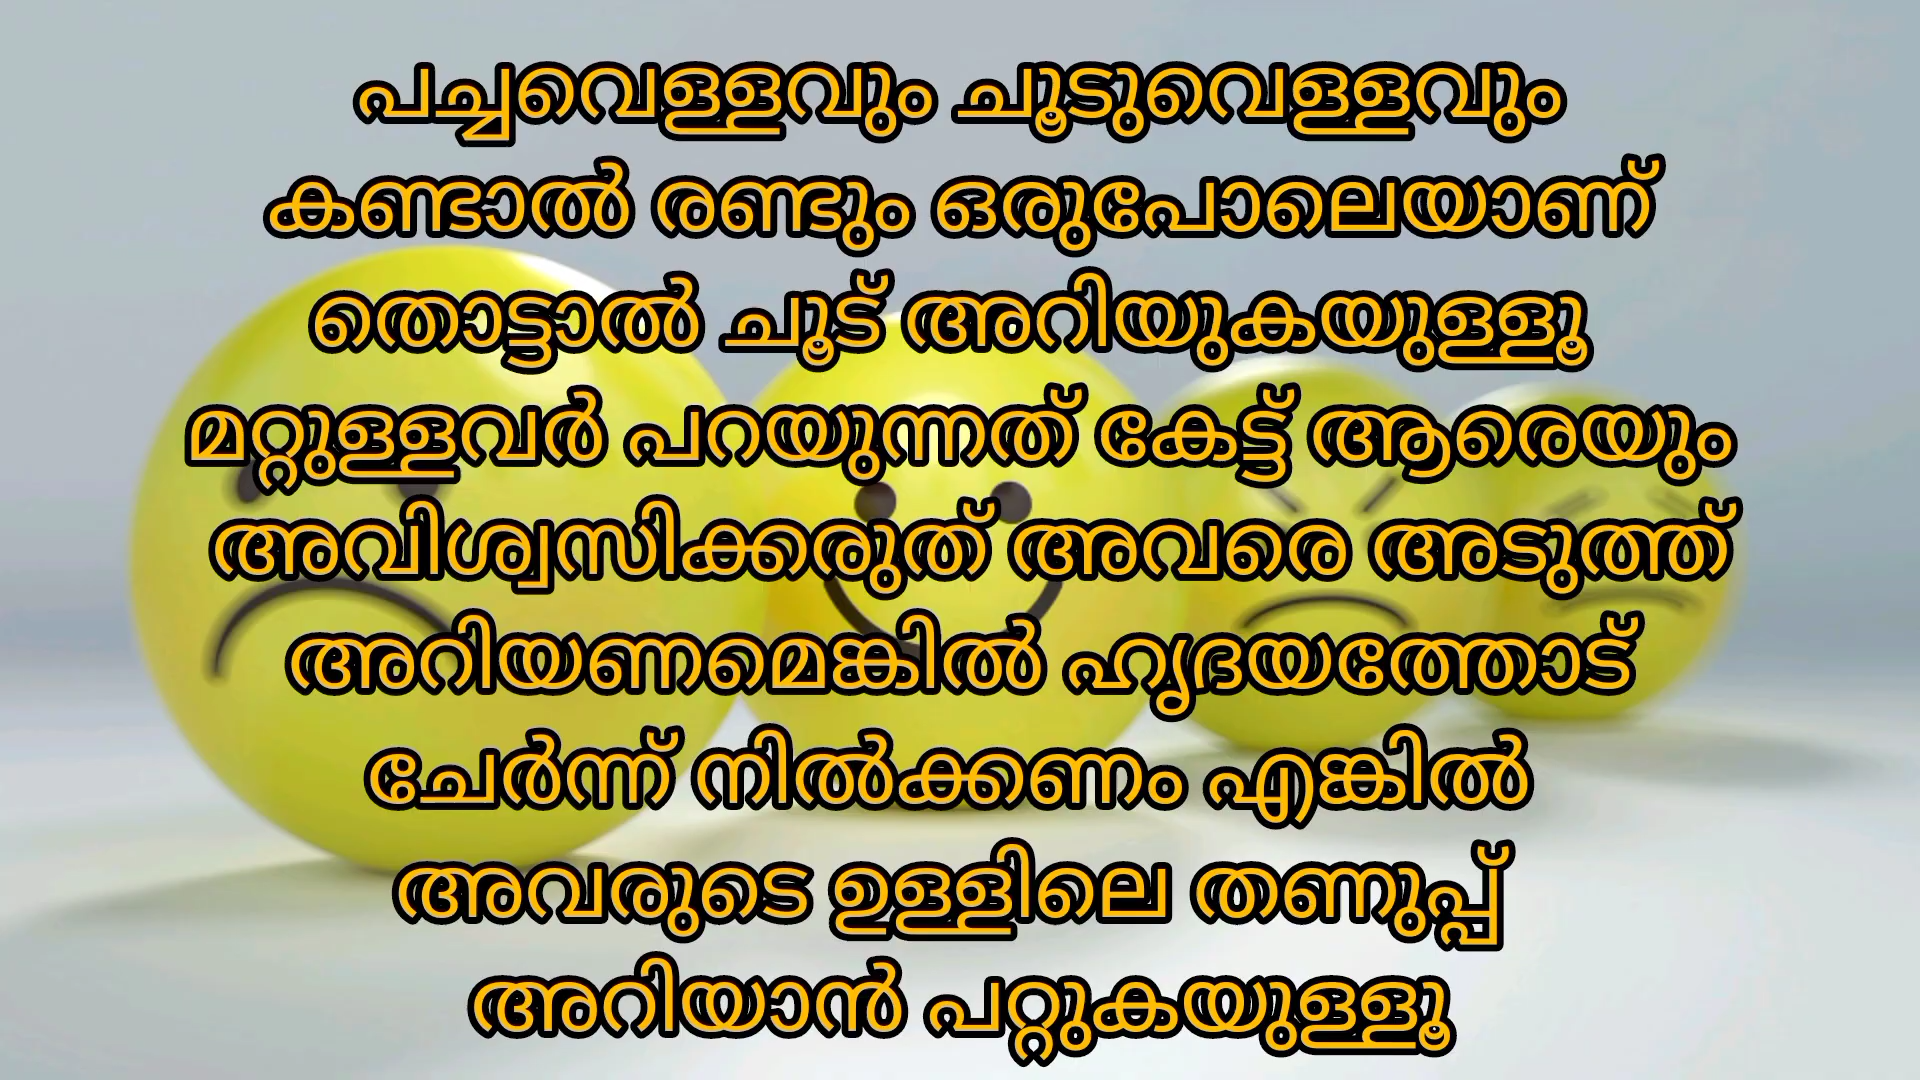 പച്ചവെള്ളവും ചൂടുവെള്ളവും
കണ്ടാൽ രണ്ടും ഒരുപോലെയാണ്
തൊട്ടാൽ ചൂട് അറിയുകയുള്ളൂ
മറ്റുള്ളവർ പറയുന്നത് കേട്ട് ആരെയും
അവിശ്വസിക്കരുത് അവരെ അടുത്ത്
അറിയണമെങ്കിൽ ഹൃദയത്തോട്
ചേർന്ന് നിൽക്കണം എങ്കിൽ
അവരുടെ ഉള്ളിലെ തണുപ്പ്
അറിയാൻ പറ്റുകയുള്ളൂ